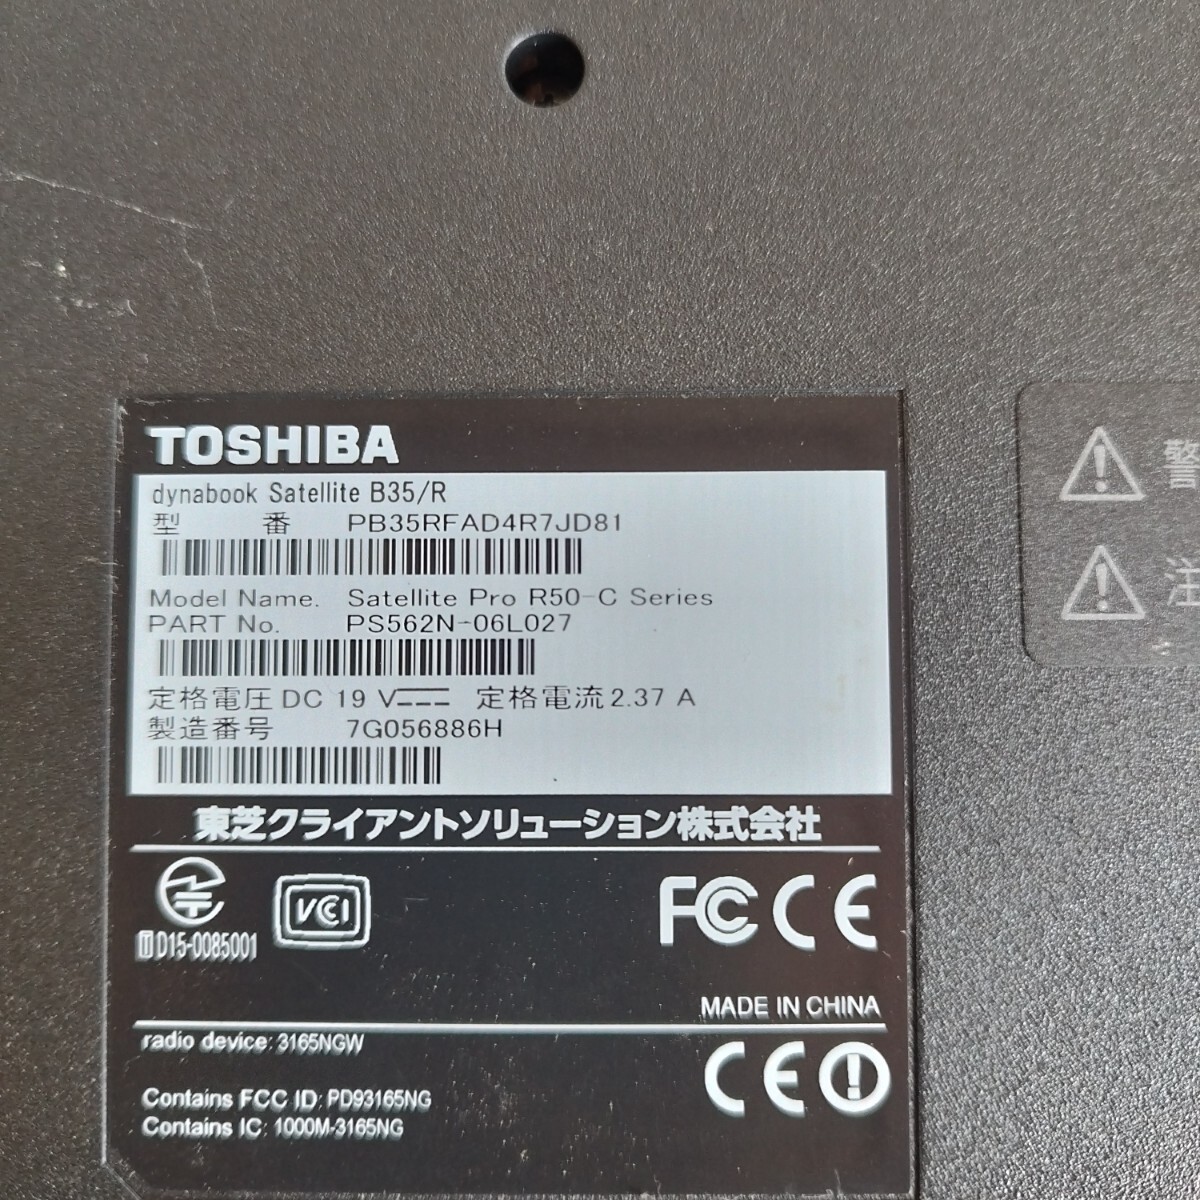 TOSHIBA
dynabook Satellite B35/R
型 番 PB35RFAD4R7JD81
Model Name. Satellite Pro R50-C Series
PART No. PS562N-06L027
定格電圧 DC 19 V 定格電流 2.37 A
製造番号 7G056886H
東芝クライアントソリューション株式会社
D15-0085001
VCCI
FC CE
MADE IN CHINA
radio device: 3165NGW
CE
Contains FCC ID: PD93165NG
Contains IC: 1000M-3165NG
警
注